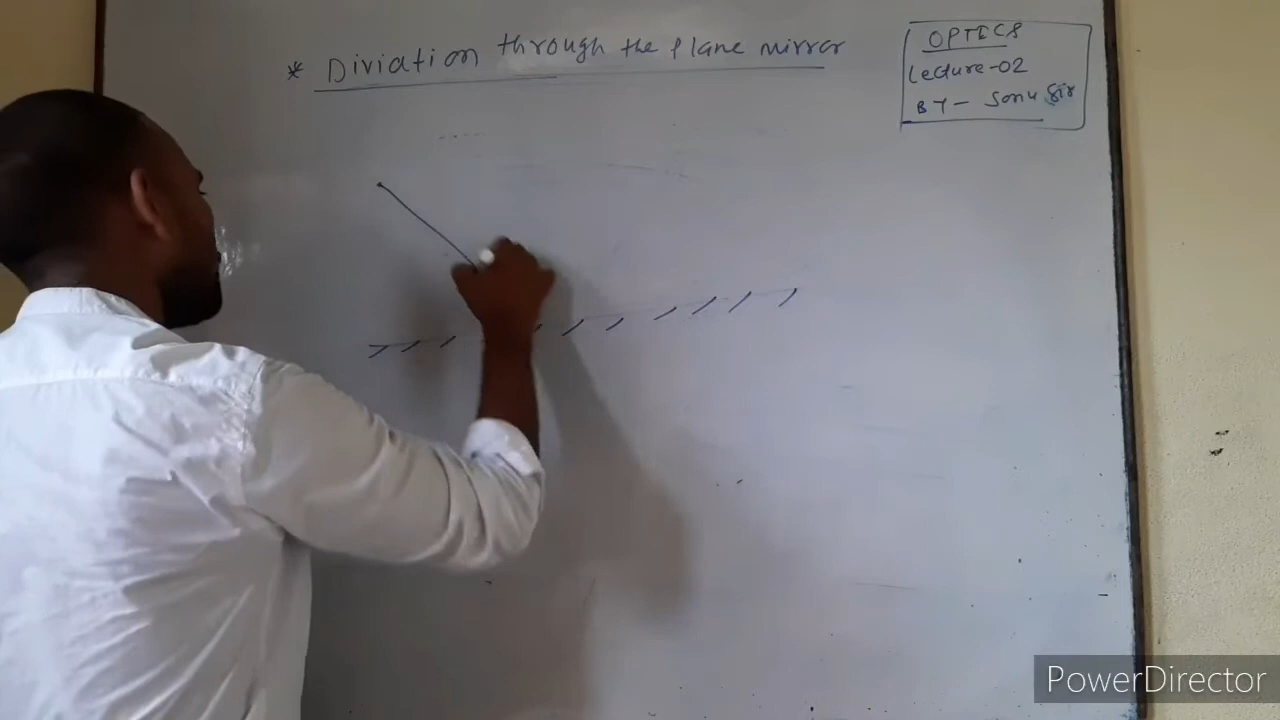 * Diviation through the plane mirror
OPTICS
Lecture-02
BY - Sonu Sir
PowerDirector